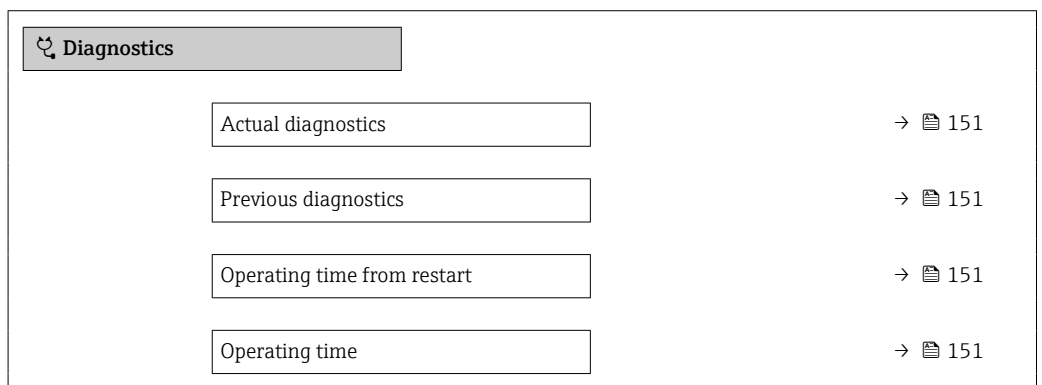 Diagnostics
Actual diagnostics → 151
Previous diagnostics → 151
Operating time from restart → 151
Operating time → 151